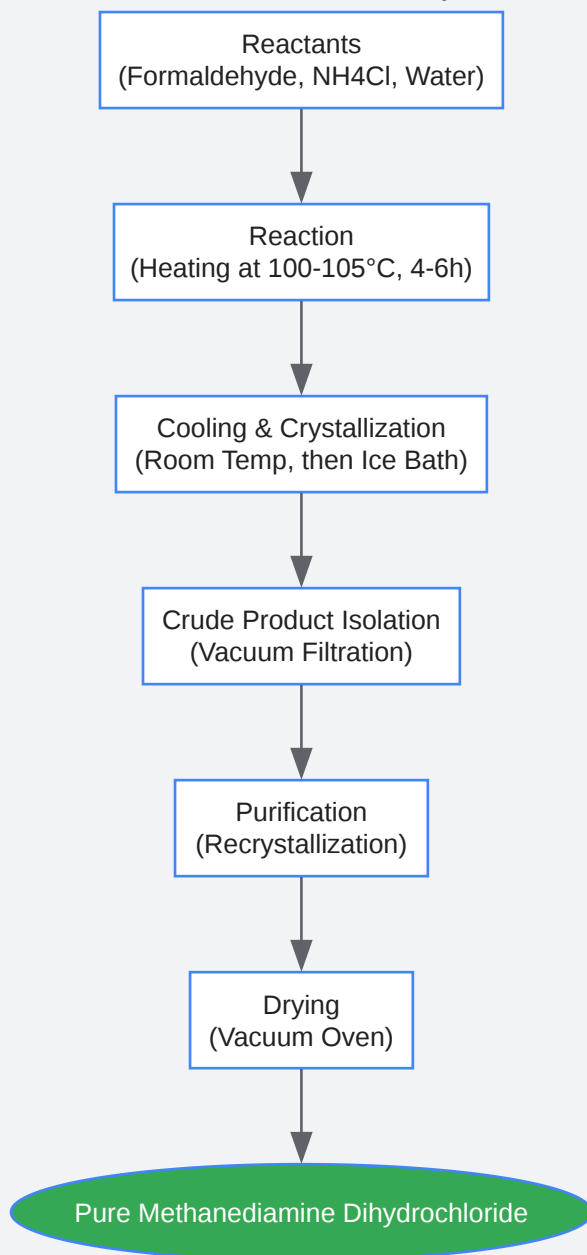 Reactants
(Formaldehyde, NH4Cl, Water)
Reaction
(Heating at 100-105°C, 4-6h)
Cooling & Crystallization
(Room Temp, then Ice Bath)
Crude Product Isolation
(Vacuum Filtration)
Purification
(Recrystallization)
Drying
(Vacuum Oven)
Pure Methanediamine Dihydrochloride